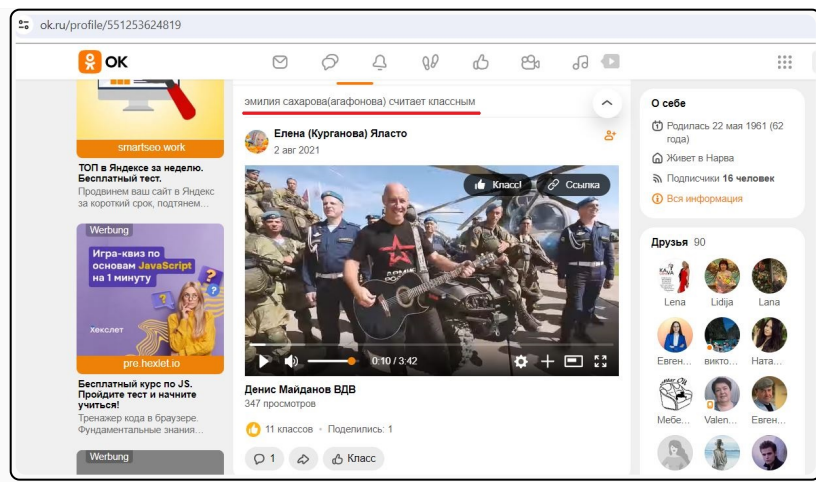 ok.ru/profile/551253624819
ОК
smartseo.work
ТОП в Яндексе за неделю.
Бесплатный тест.
Продвинем ваш сайт в Яндекс
за короткий срок, подтянем...
Werbung
Игра-квиз по
основам JavaScript
на 1 минуту
Хекслет
pre.hexlet.io
Бесплатный курс по JS.
Пройдите тест и начните
учиться!
Тренажер кода в браузере.
Фундаментальные знания...
Werbung
эмилия сахарова(агафонова) считает классным
Елена (Курганова) Яласто
2 авг 2021
Класс!
Ссылка
АРМИЯ
0:10 / 3:42
Денис Майданов ВДВ
347 просмотров
11 классов • Поделились: 1
1
Класс
О себе
Родилась 22 мая 1961 (62
года)
Живет в Нарва
Подписчики 16 человек
Вся информация
Друзья 90
Lena Lidija Lana
Евген... викто... Ната...
Мебе... Valen... Евген...